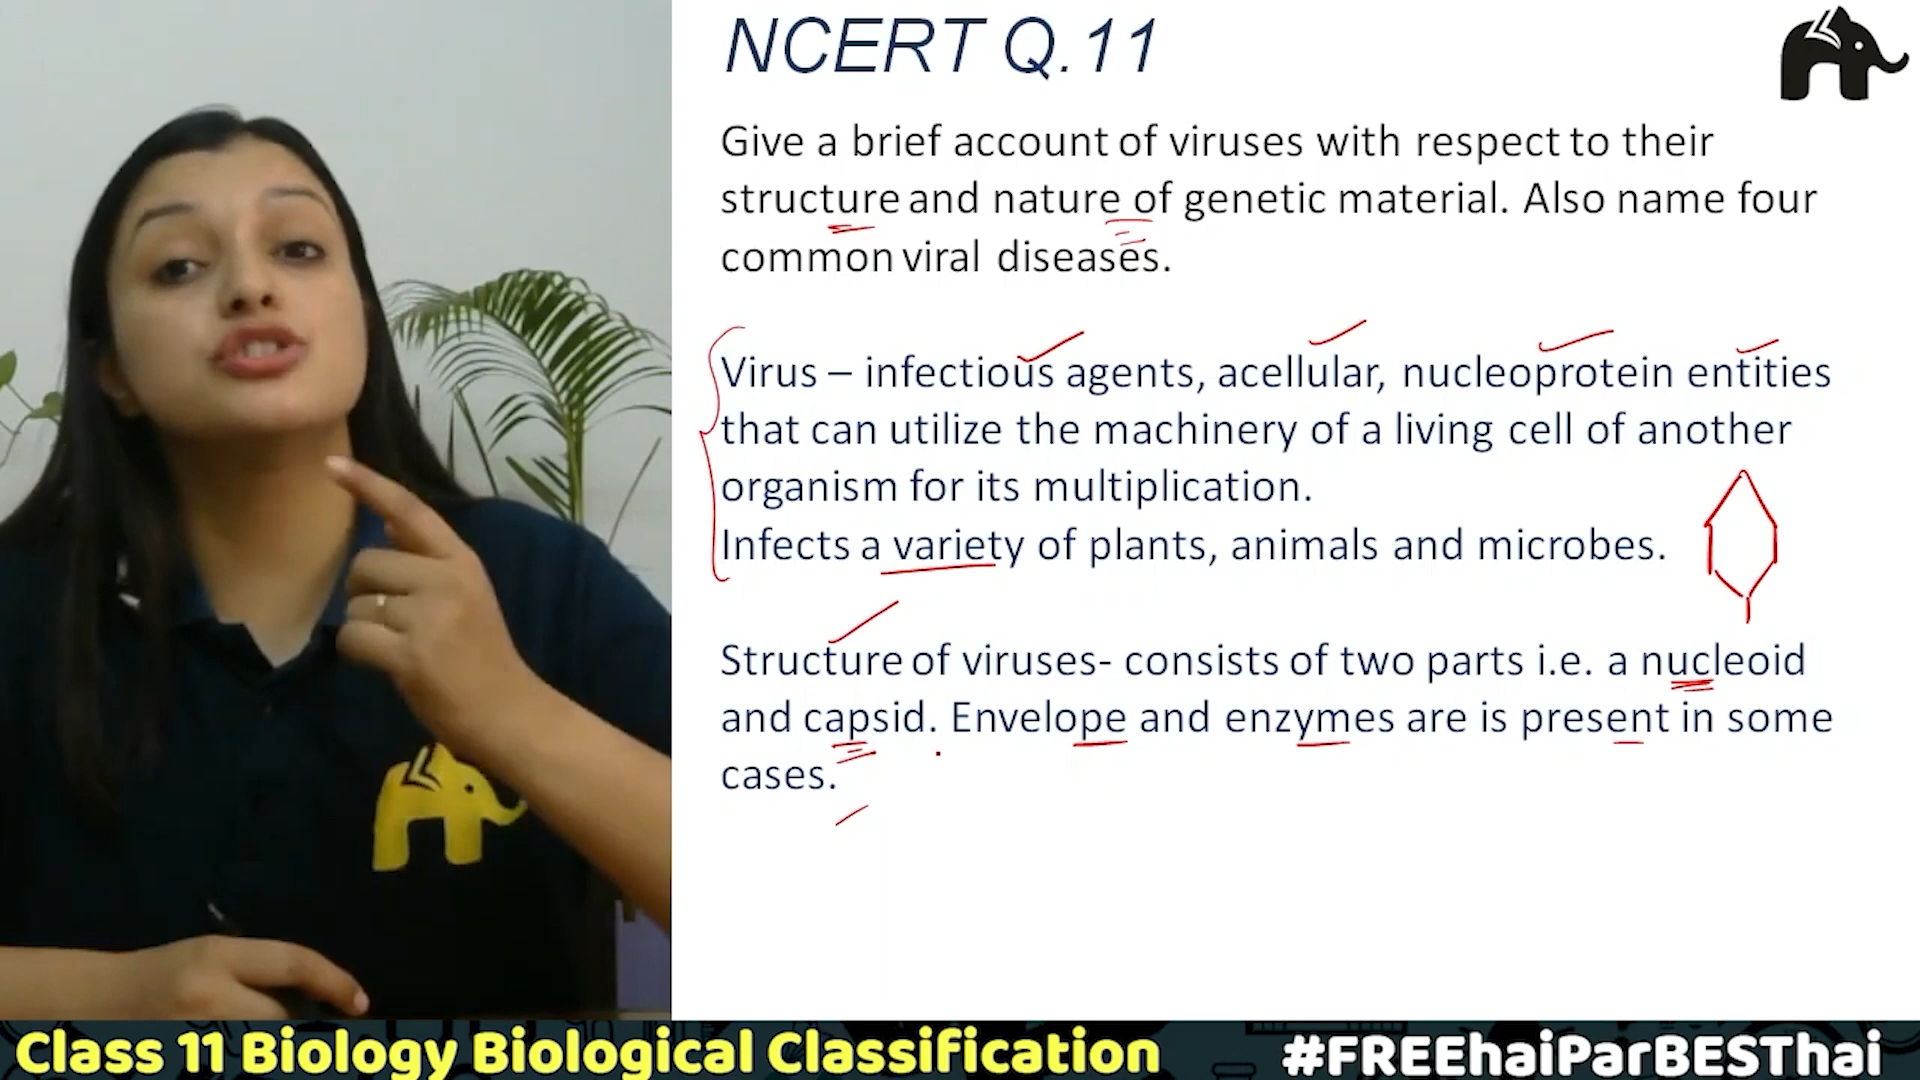 NCERT Q.11
Give a brief account of viruses with respect to their
structure and nature of genetic material. Also name four
common viral diseases.
Virus – infectious agents, acellular, nucleoprotein entities
that can utilize the machinery of a living cell of another
organism for its multiplication.
Infects a variety of plants, animals and microbes.
Structure of viruses- consists of two parts i.e. a nucleoid
and capsid. Envelope and enzymes are is present in some
cases.
Class 11 Biology Biological Classification
#FREEhaiParBESThai